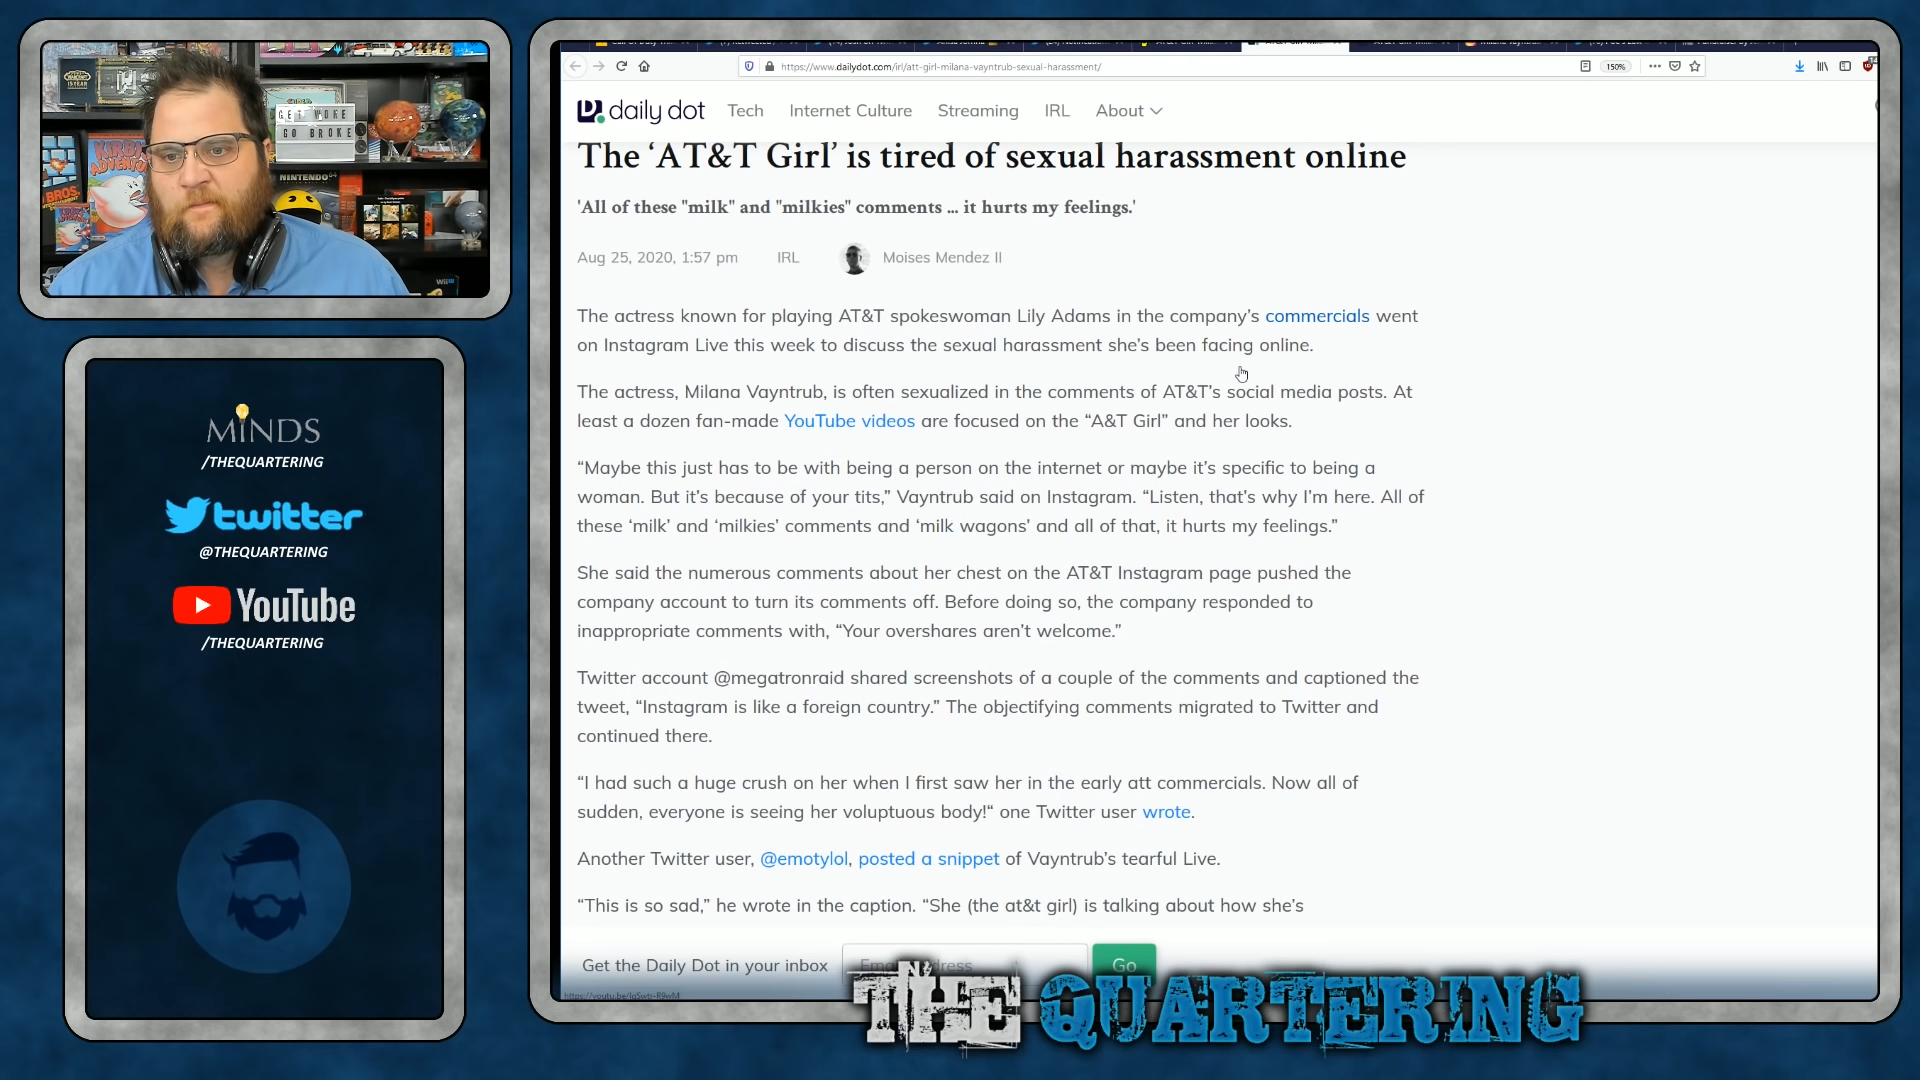 GET WOKE
GO BROKE
KIRBY'S
ADVENTURE
BROS.
NINTENDO
WiiU
MINDS
/THEQUARTERING
twitter
@THEQUARTERING
YouTube
/THEQUARTERING
https://www.dailydot.com/irl/att-girl-milana-vayntrub-sexual-harassment/
150%
daily dot
Tech
Internet Culture
Streaming
IRL
About
The ‘AT&T Girl’ is tired of sexual harassment online
'All of these "milk" and "milkies" comments ... it hurts my feelings.'
Aug 25, 2020, 1:57 pm IRL Moises Mendez II
The actress known for playing AT&T spokeswoman Lily Adams in the company’s commercials went
on Instagram Live this week to discuss the sexual harassment she’s been facing online.
The actress, Milana Vayntrub, is often sexualized in the comments of AT&T’s social media posts. At
least a dozen fan-made YouTube videos are focused on the “A&T Girl” and her looks.
“Maybe this just has to be with being a person on the internet or maybe it’s specific to being a
woman. But it’s because of your tits,” Vayntrub said on Instagram. “Listen, that’s why I’m here. All of
these ‘milk’ and ‘milkies’ comments and ‘milk wagons’ and all of that, it hurts my feelings.”
She said the numerous comments about her chest on the AT&T Instagram page pushed the
company account to turn its comments off. Before doing so, the company responded to
inappropriate comments with, “Your overshares aren’t welcome.”
Twitter account @megatronraid shared screenshots of a couple of the comments and captioned the
tweet, “Instagram is like a foreign country.” The objectifying comments migrated to Twitter and
continued there.
“I had such a huge crush on her when I first saw her in the early att commercials. Now all of
sudden, everyone is seeing her voluptuous body!“ one Twitter user wrote.
Another Twitter user, @emotylol, posted a snippet of Vayntrub’s tearful Live.
“This is so sad,” he wrote in the caption. “She (the at&t girl) is talking about how she’s
Get the Daily Dot in your inbox
Go
THE QUARTERING